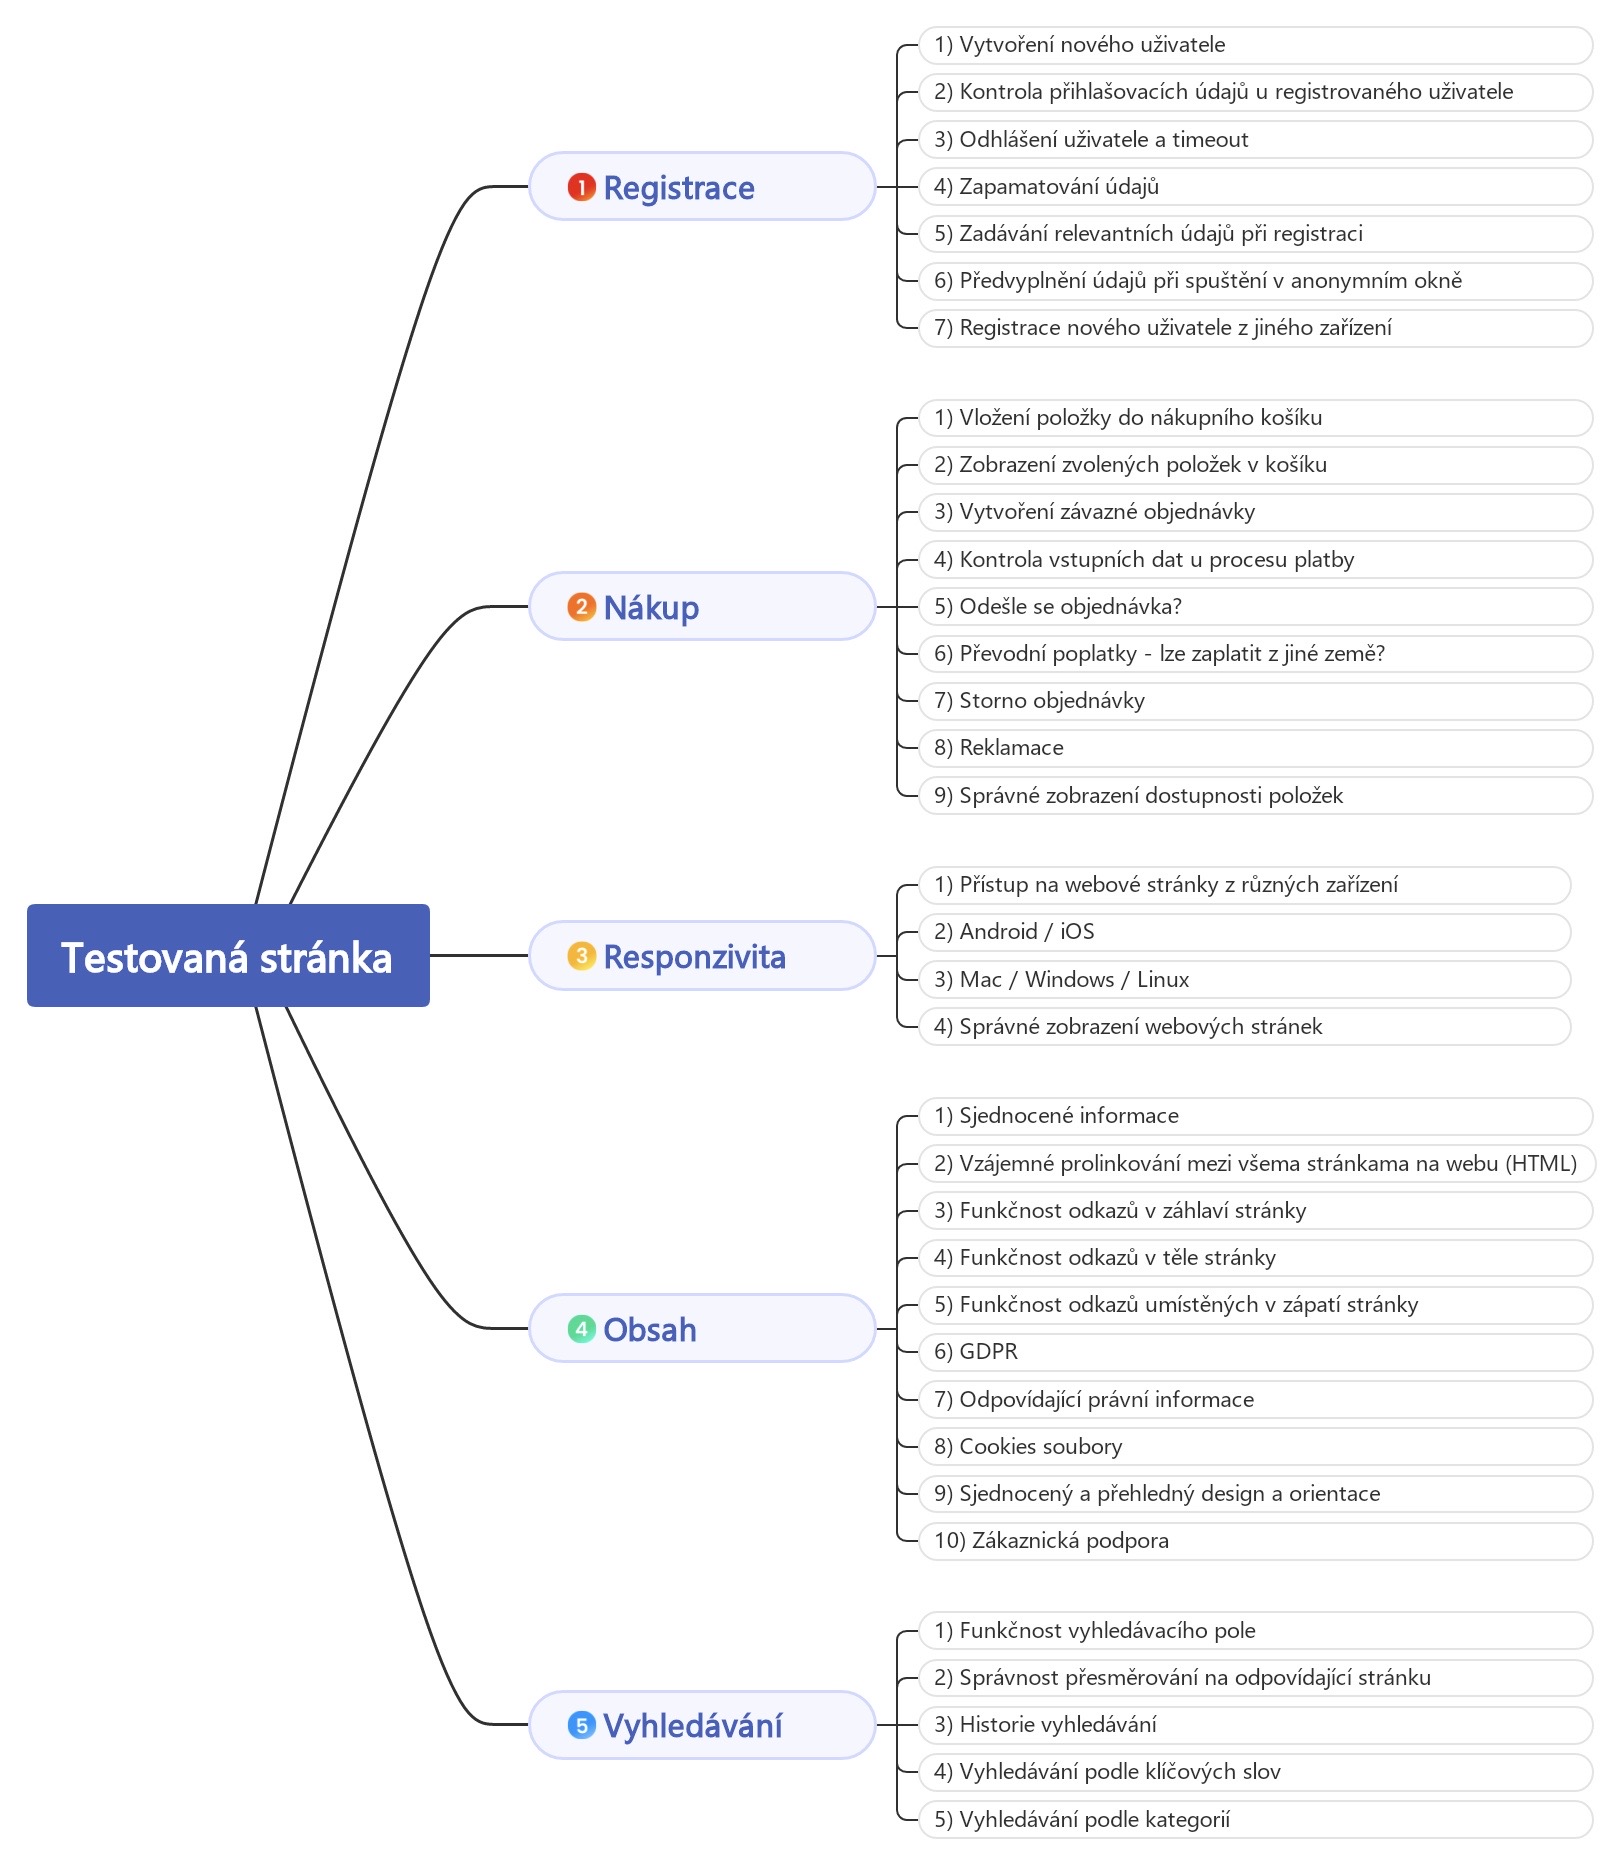 Testovaná stránka
1 Registrace
1) Vytvoření nového uživatele
2) Kontrola přihlašovacích údajů u registrovaného uživatele
3) Odhlášení uživatele a timeout
4) Zapamatování údajů
5) Zadávání relevantních údajů při registraci
6) Předvyplnění údajů při spuštění v anonymním okně
7) Registrace nového uživatele z jiného zařízení
2 Nákup
1) Vložení položky do nákupního košíku
2) Zobrazení zvolených položek v košíku
3) Vytvoření závazné objednávky
4) Kontrola vstupních dat u procesu platby
5) Odešle se objednávka?
6) Převodní poplatky - lze zaplatit z jiné země?
7) Storno objednávky
8) Reklamace
9) Správné zobrazení dostupnosti položek
3 Responzivita
1) Přístup na webové stránky z různých zařízení
2) Android / iOS
3) Mac / Windows / Linux
4) Správné zobrazení webových stránek
4 Obsah
1) Sjednocené informace
2) Vzájemné prolinkování mezi všema stránkama na webu (HTML)
3) Funkčnost odkazů v záhlaví stránky
4) Funkčnost odkazů v těle stránky
5) Funkčnost odkazů umístěných v zápatí stránky
6) GDPR
7) Odpovídající právní informace
8) Cookies soubory
9) Sjednocený a přehledný design a orientace
10) Zákaznická podpora
5 Vyhledávání
1) Funkčnost vyhledávacího pole
2) Správnost přesměrování na odpovídající stránku
3) Historie vyhledávání
4) Vyhledávání podle klíčových slov
5) Vyhledávání podle kategorií